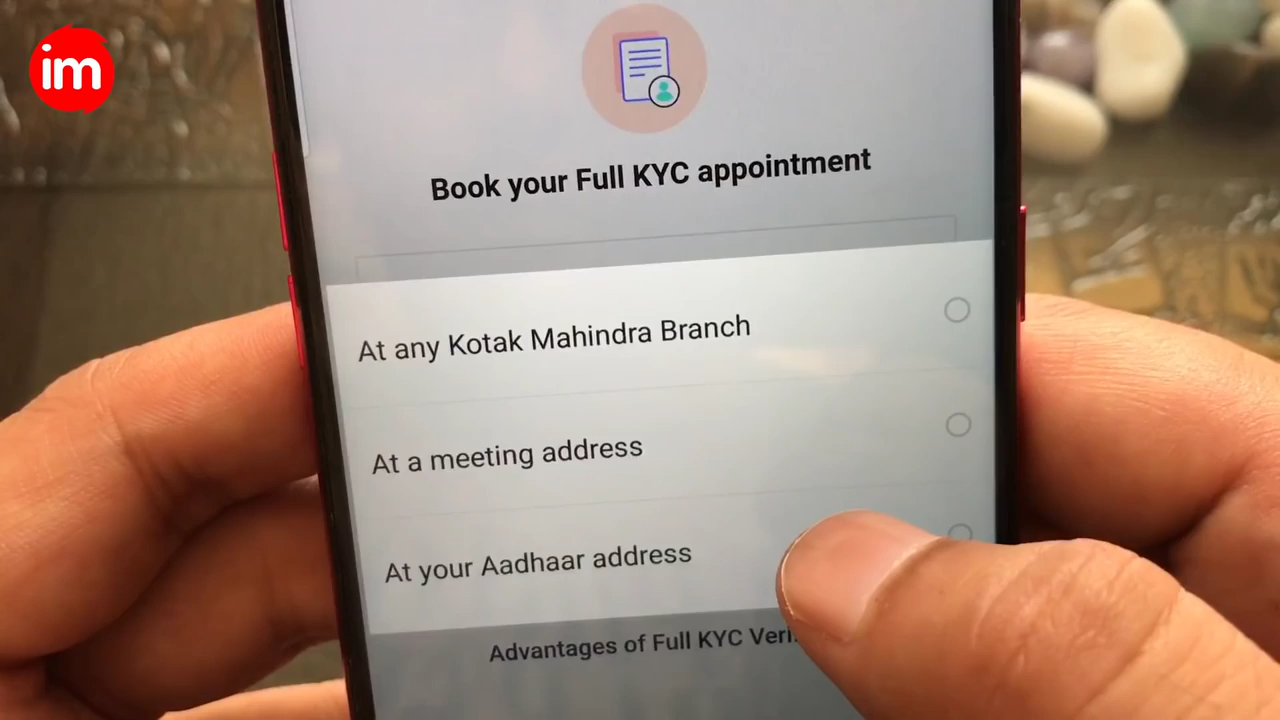 im
Book your Full KYC appointment
At any Kotak Mahindra Branch
At a meeting address
At your Aadhaar address
Advantages of Full KYC